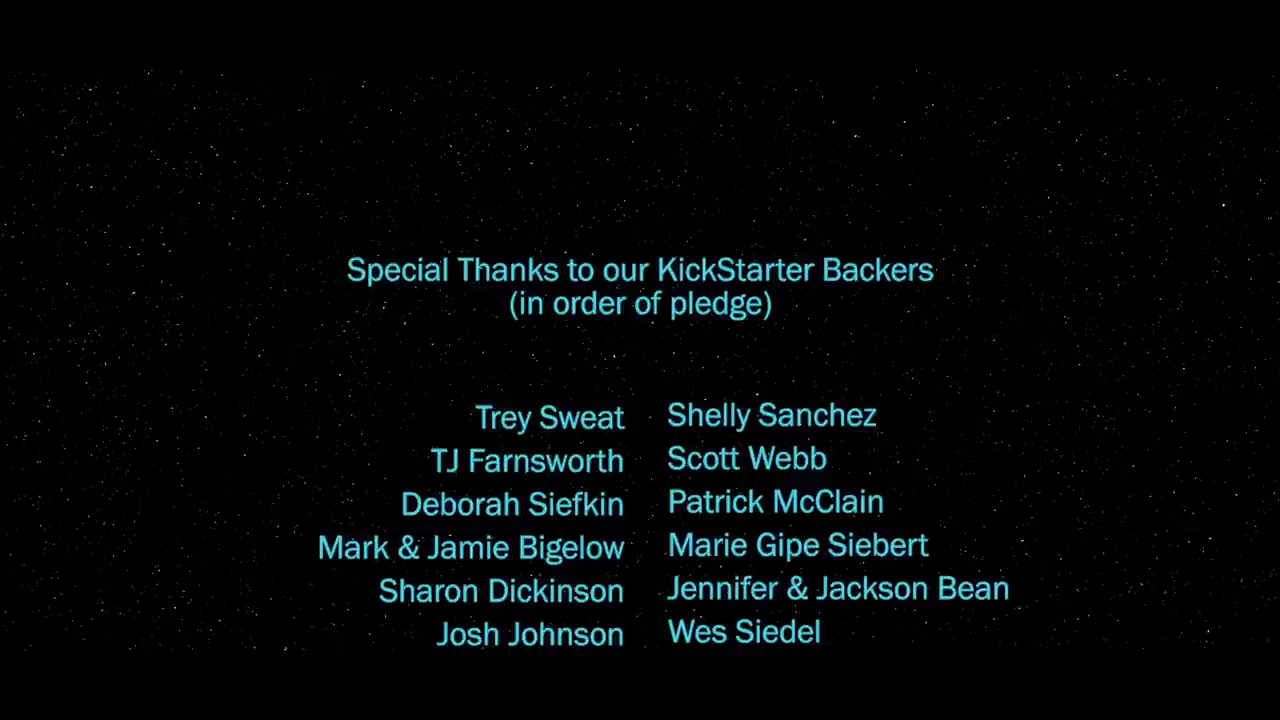 Special Thanks to our KickStarter Backers
(in order of pledge)
Trey Sweat Shelly Sanchez
TJ Farnsworth Scott Webb
Deborah Siefkin Patrick McClain
Mark & Jamie Bigelow Marie Gipe Siebert
Sharon Dickinson Jennifer & Jackson Bean
Josh Johnson Wes Siedel